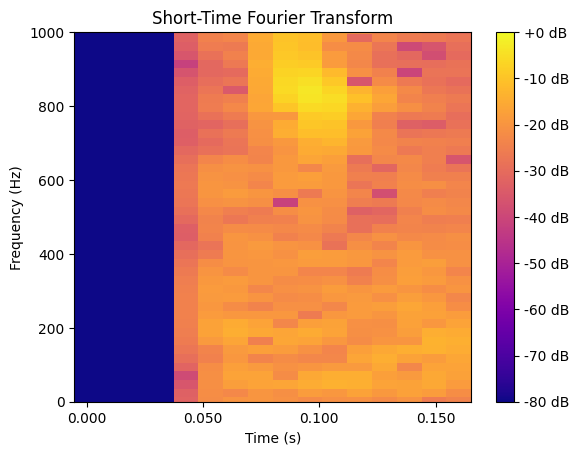 Short-Time Fourier Transform
Frequency (Hz)
1000
800
600
400
200
0
0.000 0.050 0.100 0.150
Time (s)
+0 dB
-10 dB
-20 dB
-30 dB
-40 dB
-50 dB
-60 dB
-70 dB
-80 dB